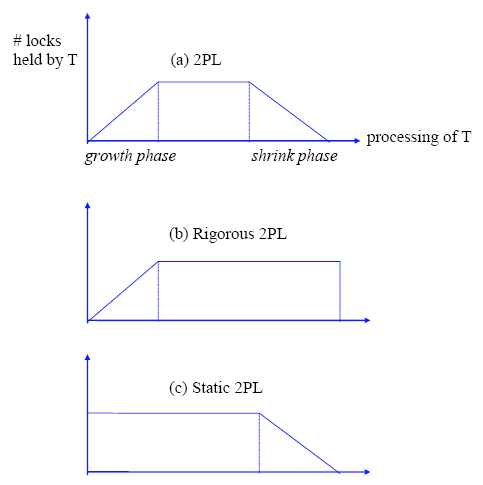 # locks
held by T
(a) 2PL
processing of T
growth phase
shrink phase
(b) Rigorous 2PL
(c) Static 2PL